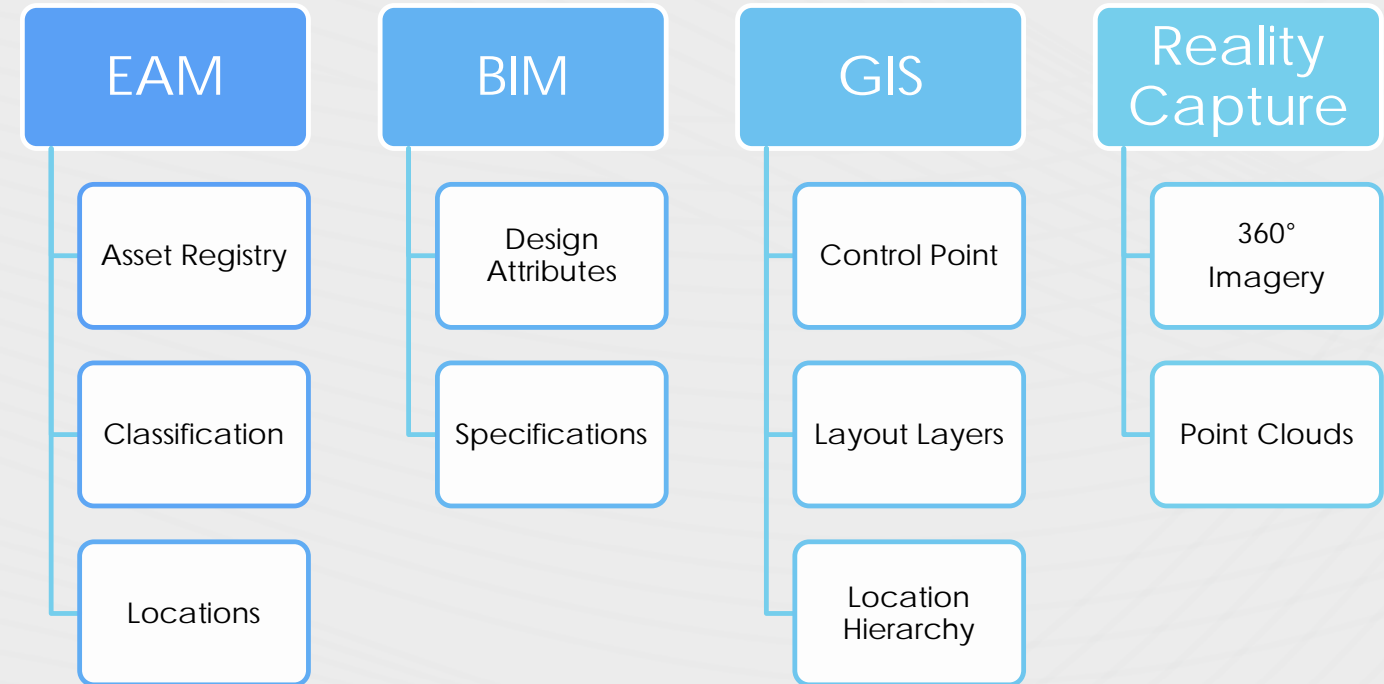 EAM
Asset Registry
Classification
Locations
BIM
Design
Attributes
Specifications
GIS
Control Point
Layout Layers
Location
Hierarchy
Reality
Capture
360°
Imagery
Point Clouds